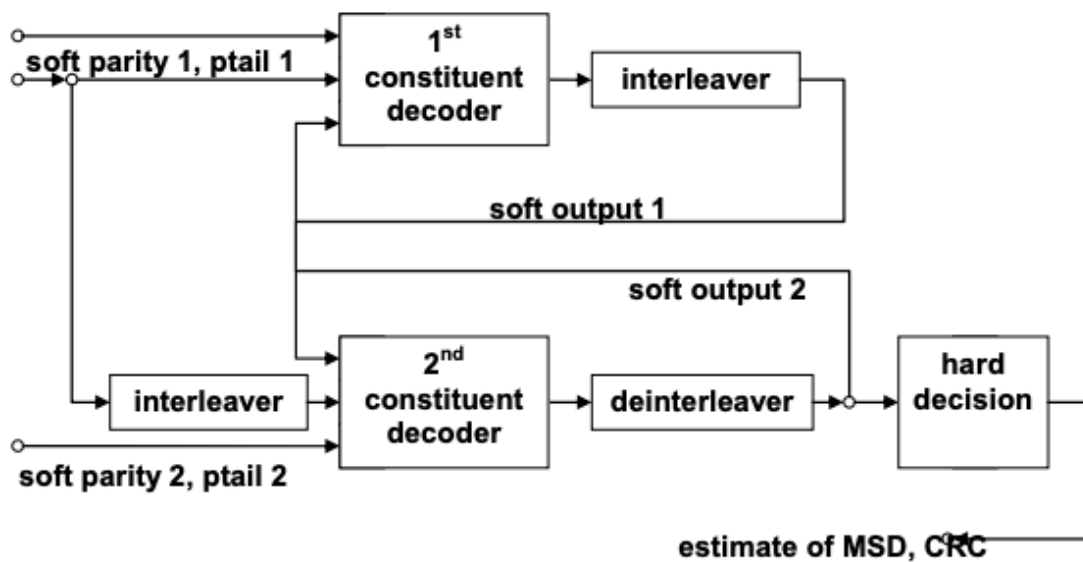 1st
constituent
decoder
interleaver
soft parity 1, ptail 1
soft output 1
soft output 2
2nd
constituent
decoder
interleaver
deinterleaver
hard
decision
soft parity 2, ptail 2
estimate of MSD, CRC